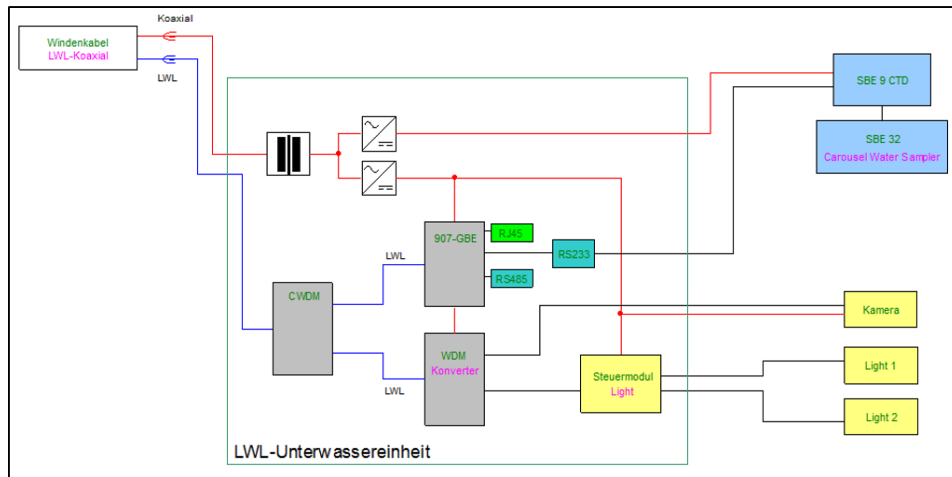 Koaxial
Windenkabel
LWL-Koaxial
LWL
SBE 9 CTD
SBE 32
Carousel Water Sampler
907-GBE
RJ45
LWL
RS233
RS485
CWDM
Kamera
WDM
Konverter
Steuermodul
Light
Light 1
LWL
Light 2
LWL-Unterwassereinheit